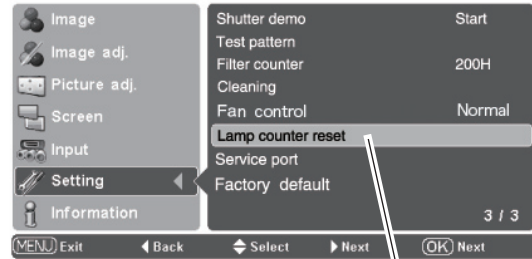 Image
Image adj.
Picture adj.
Screen
Input
Setting
Information
Shutter demo Start
Test pattern
Filter counter 200H
Cleaning
Fan control Normal
Lamp counter reset
Service port
Factory default
3 / 3
MENU Exit Back Select Next OK Next